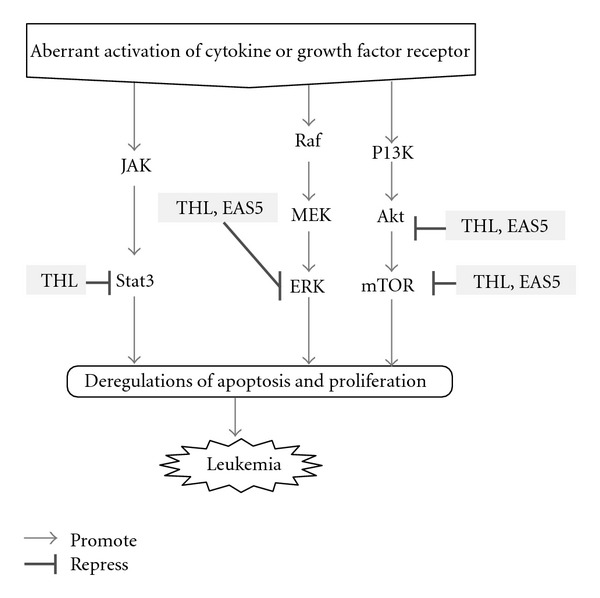 Aberrant activation of cytokine or growth factor receptor
Raf
P13K
JAK
THL, EAS5
MEK
Akt
THL, EAS5
THL
Stat3
ERK
mTOR
THL, EAS5
Deregulations of apoptosis and proliferation
Leukemia
Promote
Repress